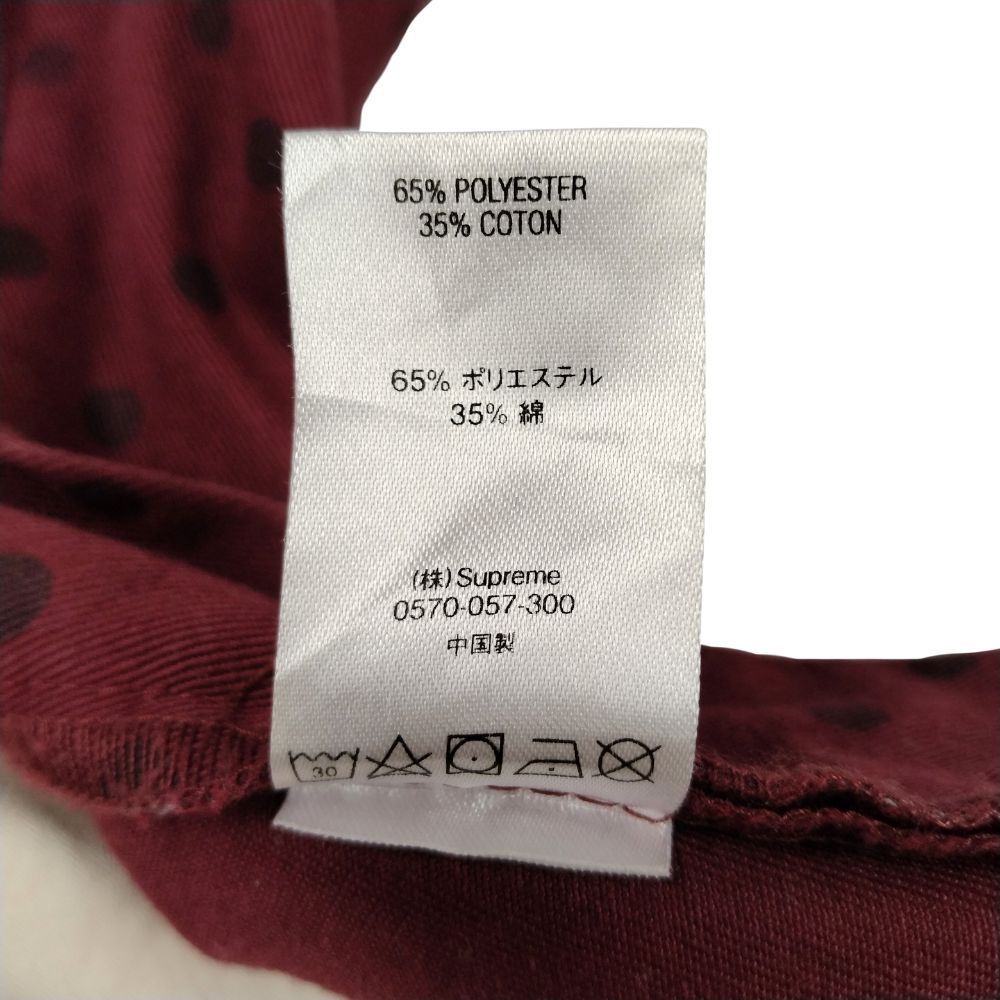 65% POLYESTER
35% COTON
65% ポリエステル
35% 綿
(株)Supreme
0570-057-300
中国製
30